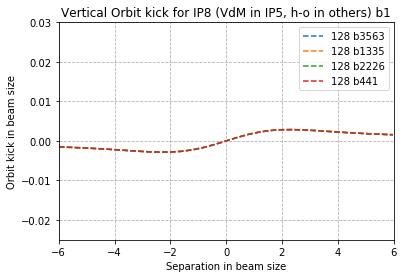 Vertical Orbit kick for IP8 (VdM in IP5, h-o in others) b1
128 b3563
128 b1335
128 b2226
128 b441
Orbit kick in beam size
0.03
0.02
0.01
0.00
−0.01
−0.02
−6
−4
−2
0
2
4
6
Separation in beam size